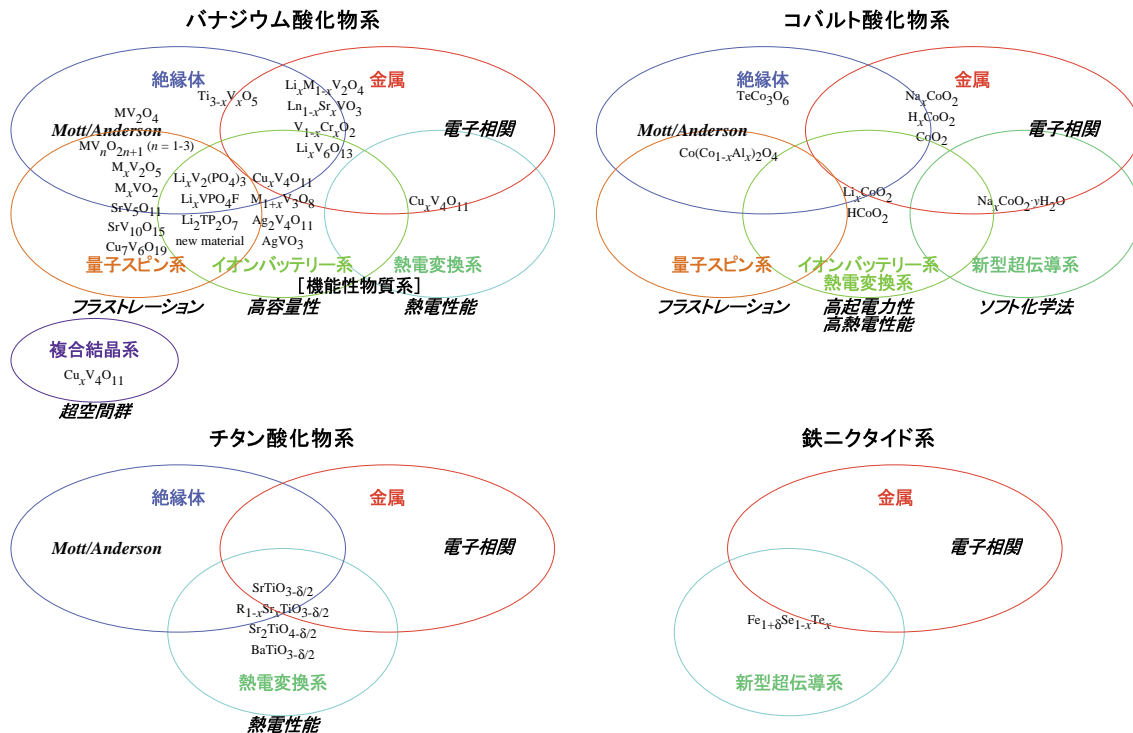 バナジウム酸化物系
絶縁体
金属
Ti3-xVxO5
LixM1-xV2O4
Ln1-xSrxVO3
V1-xCrxO2
LixV6O13
MV2O4
Mott/Anderson
電子相関
MVnO2n+1 (n = 1-3)
MxV2O5
MxVO2
SrV5O11
SrV10O15
Cu7V6O19
LixV2(PO4)3
LixVPO4F
Li2TP2O7
new material
CuxV4O11
M1+xV3O8
Ag2V4O11
AgVO3
CuxV4O11
量子スピン系
イオンバッテリー系
熱電変換系
［機能性物質系］
フラストレーション
高容量性
熱電性能
複合結晶系
CuxV4O11
超空間群
コバルト酸化物系
絶縁体
金属
TeCo3O6
NaxCoO2
HxCoO2
CoO2
Mott/Anderson
電子相関
Co(Co1-xAlx)2O4
LixCoO2
HCoO2
NaxCoO2·yH2O
量子スピン系
イオンバッテリー系
熱電変換系
新型超伝導系
フラストレーション
高起電力性
高熱電性能
ソフト化学法
チタン酸化物系
絶縁体
金属
Mott/Anderson
電子相関
SrTiO3-δ/2
R1-xSrxTiO3-δ/2
Sr2TiO4-δ/2
BaTiO3-δ/2
熱電変換系
熱電性能
鉄ニクタイド系
金属
電子相関
Fe1+δSe1-xTex
新型超伝導系